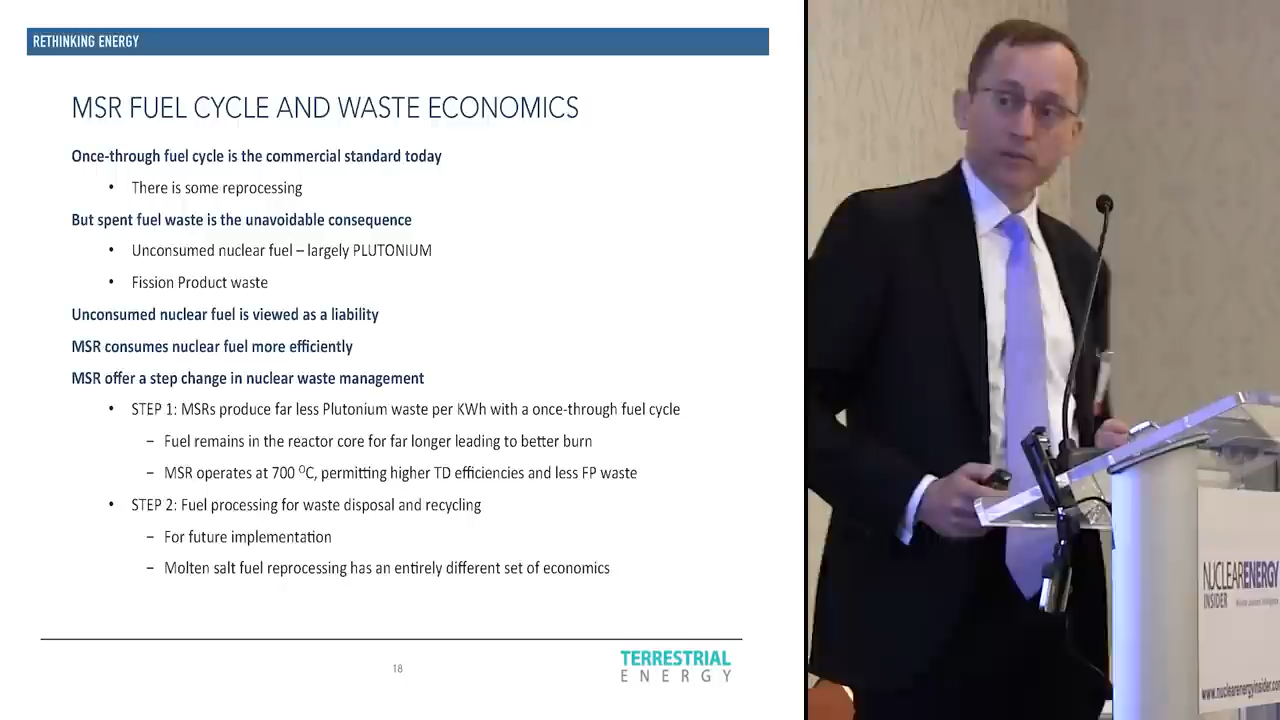 RETHINKING ENERGY
MSR FUEL CYCLE AND WASTE ECONOMICS
Once-through fuel cycle is the commercial standard today
• There is some reprocessing
But spent fuel waste is the unavoidable consequence
• Unconsumed nuclear fuel – largely PLUTONIUM
• Fission Product waste
Unconsumed nuclear fuel is viewed as a liability
MSR consumes nuclear fuel more efficiently
MSR offer a step change in nuclear waste management
• STEP 1: MSRs produce far less Plutonium waste per KWh with a once-through fuel cycle
– Fuel remains in the reactor core for far longer leading to better burn
– MSR operates at 700 ºC, permitting higher TD efficiencies and less FP waste
• STEP 2: Fuel processing for waste disposal and recycling
– For future implementation
– Molten salt fuel reprocessing has an entirely different set of economics
18
TERRESTRIAL
ENERGY
NUCLEARENERGY
INSIDER
www.nuclearenergyinsider.co